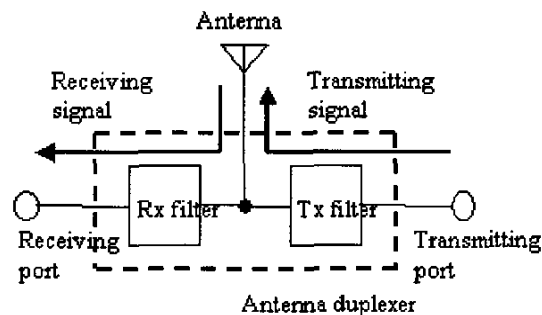 Antenna
Receiving
signal
Transmitting
signal
Rx filter
Tx filter
Receiving
port
Transmitting
port
Antenna duplexer